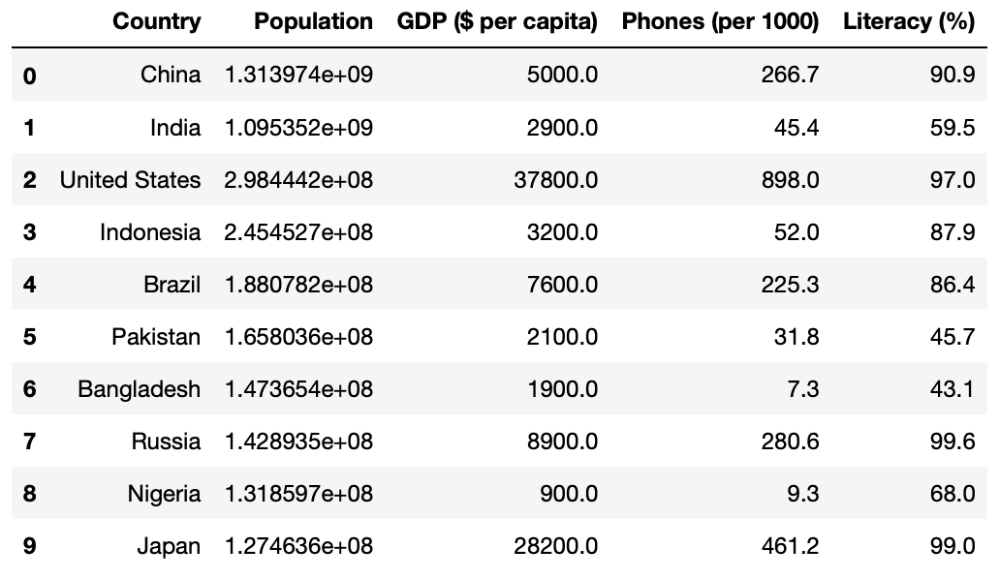 Country Population GDP ($ per capita) Phones (per 1000) Literacy (%)
0 China 1.313974e+09 5000.0 266.7 90.9
1 India 1.095352e+09 2900.0 45.4 59.5
2 United States 2.984442e+08 37800.0 898.0 97.0
3 Indonesia 2.454527e+08 3200.0 52.0 87.9
4 Brazil 1.880782e+08 7600.0 225.3 86.4
5 Pakistan 1.658036e+08 2100.0 31.8 45.7
6 Bangladesh 1.473654e+08 1900.0 7.3 43.1
7 Russia 1.428935e+08 8900.0 280.6 99.6
8 Nigeria 1.318597e+08 900.0 9.3 68.0
9 Japan 1.274636e+08 28200.0 461.2 99.0